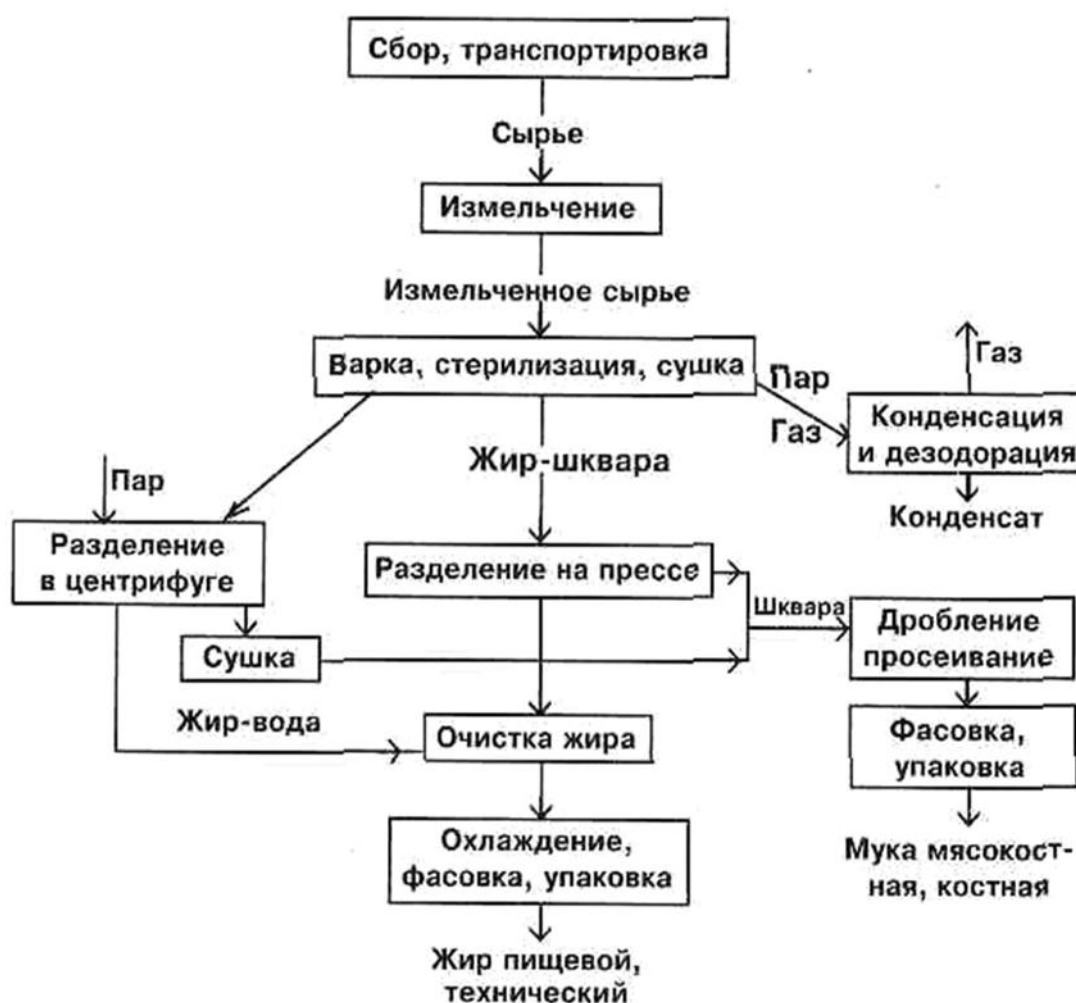 Сбор, транспортировка
Сырье
Измельчение
Измельченное сырье
Варка, стерилизация, сушка
Пар
Газ
Газ
Конденсация
и дезодорация
Конденсат
Жир-шквара
Пар
Разделение
в центрифуге
Разделение на прессе
Шквара
Дробление
просеивание
Сушка
Жир-вода
Очистка жира
Фасовка,
упаковка
Охлаждение,
фасовка, упаковка
Мука мясокост-
ная, костная
Жир пищевой,
технический